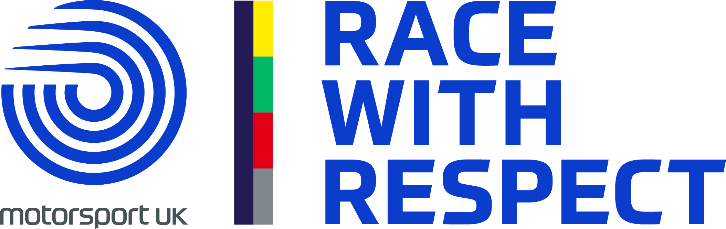 motorsport UK
RACE
WITH
RESPECT